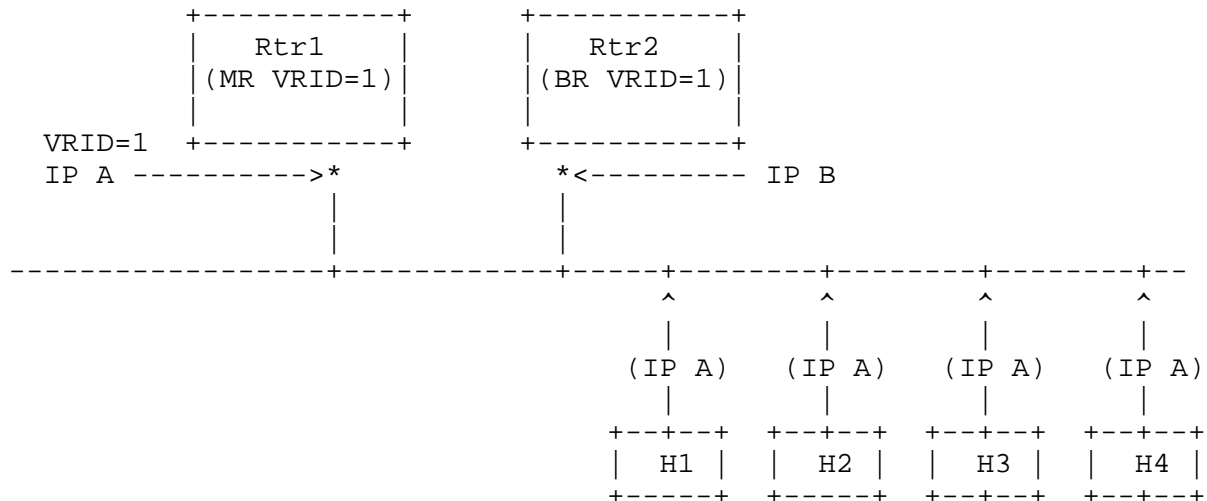 Rtr1 Rtr2
(MR VRID=1) (BR VRID=1)
VRID=1
IP A IP B
(IP A) (IP A) (IP A) (IP A)
H1 H2 H3 H4